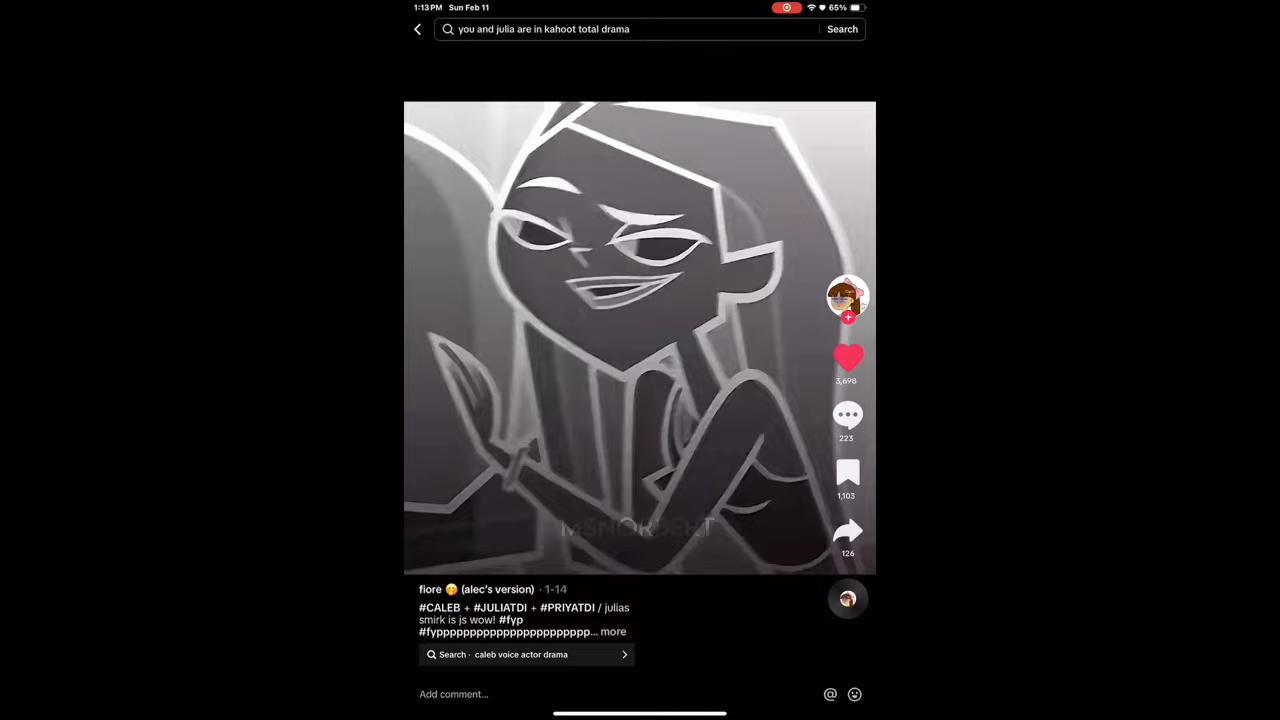 1:13 PM Sun Feb 11 65%
you and julia are in kahoot total drama Search
MSNORBERT
3,698
223
1,103
126
fiore 🤭 (alec's version) · 1-14
#CALEB + #JULIATDI + #PRIYATDI / julias
smirk is js wow! #fyp
#fyppppppppppppppppppppppp... more
Search · caleb voice actor drama
Add comment...